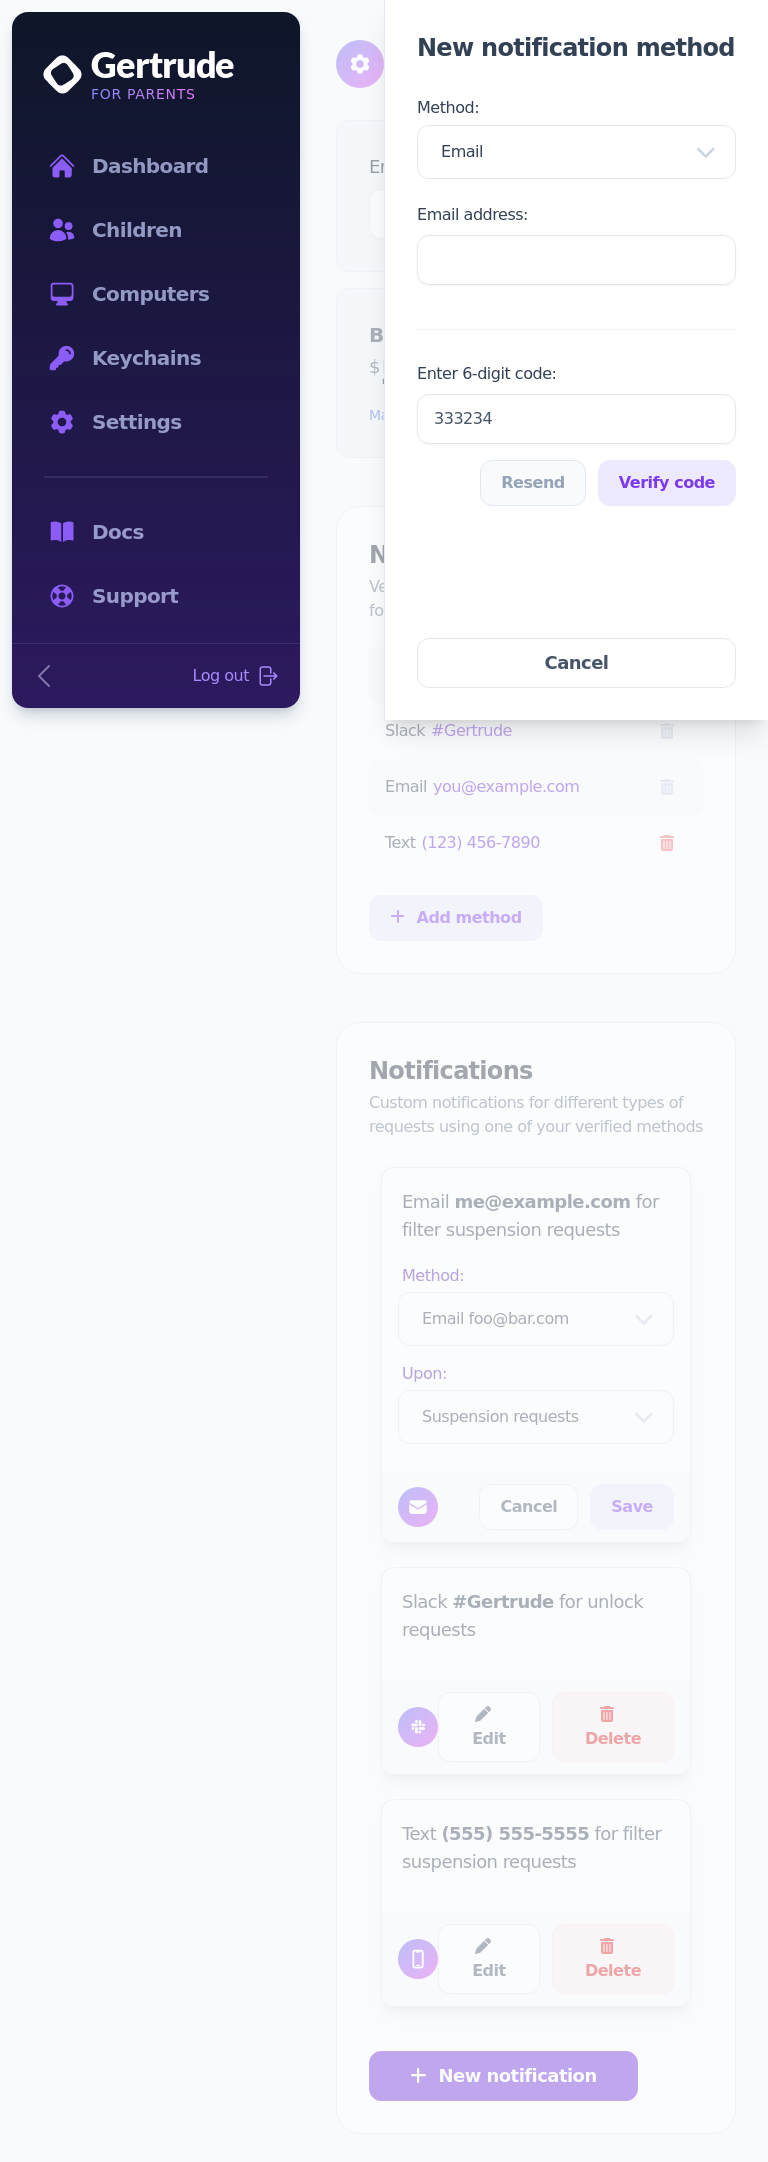 Gertrude
FOR PARENTS
Dashboard
Children
Computers
Keychains
Settings
Docs
Support
Log out
New notification method
Method:
Email
Email address:
Enter 6-digit code:
333234
Resend
Verify code
Cancel
$
Slack #Gertrude
Email you@example.com
Text (123) 456-7890
+ Add method
Notifications
Custom notifications for different types of
requests using one of your verified methods
Email me@example.com for
filter suspension requests
Method:
Email foo@bar.com
Upon:
Suspension requests
Cancel
Save
Slack #Gertrude for unlock
requests
Edit
Delete
Text (555) 555-5555 for filter
suspension requests
Edit
Delete
+ New notification